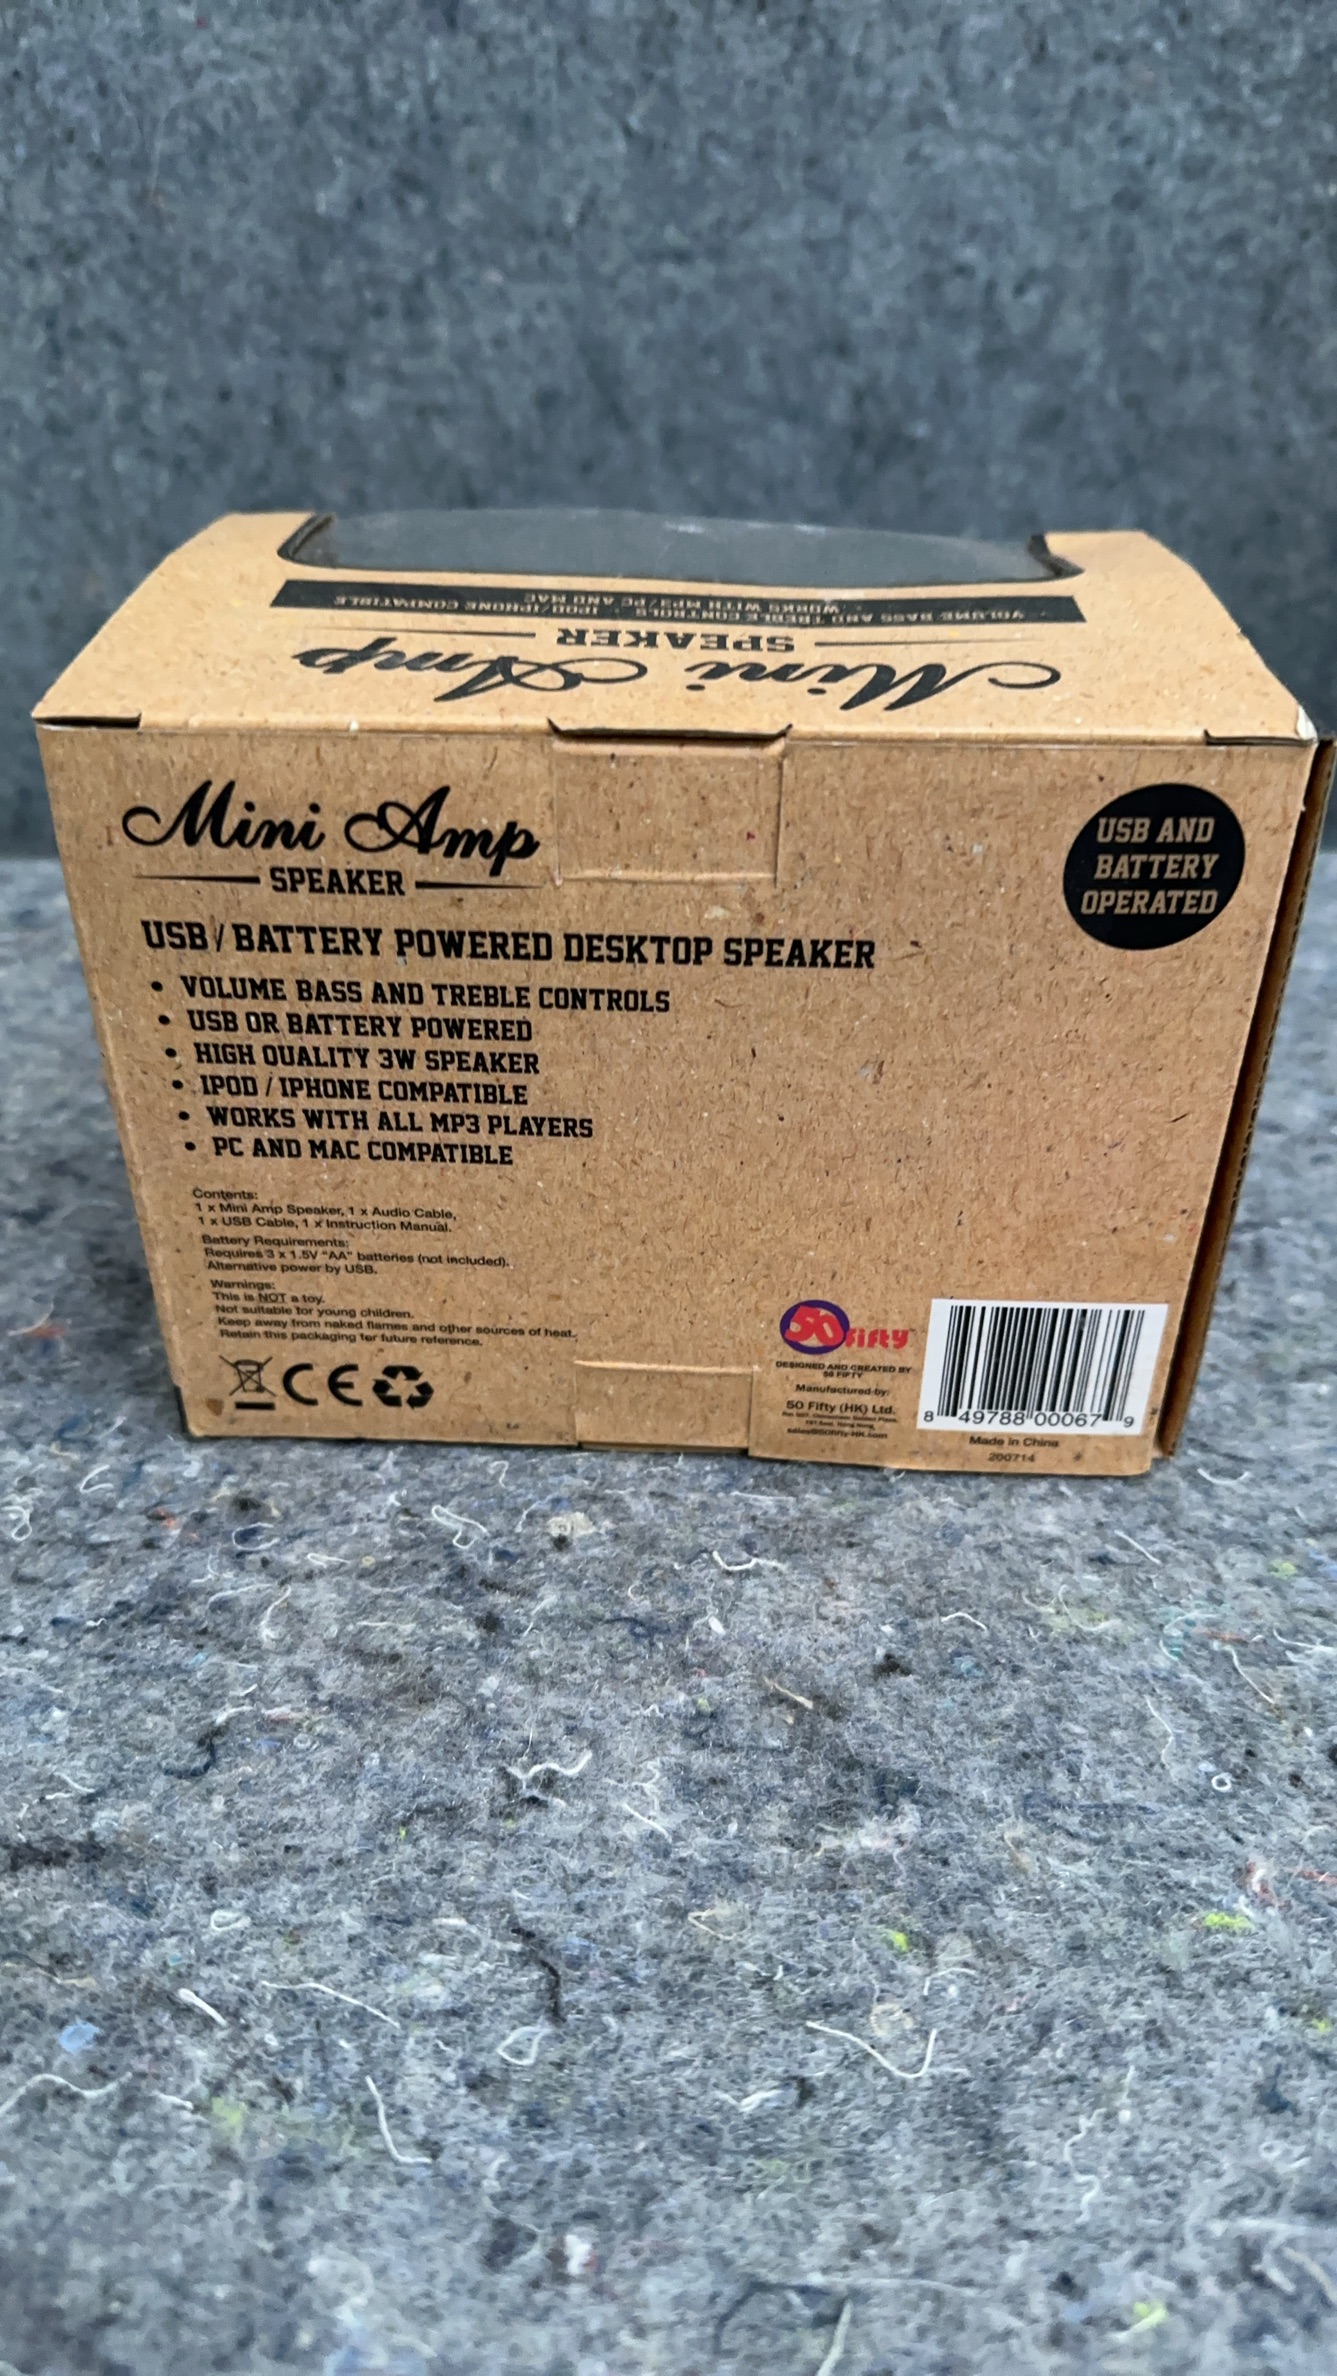 VOLUME BASS AND TREBLE CONTROLS · IPOD/IPHONE COMPATIBLE
· WORKS WITH MP3/PC AND MAC
SPEAKER
Mini Amp
Mini Amp
SPEAKER
USB AND
BATTERY
OPERATED
USB / BATTERY POWERED DESKTOP SPEAKER
• VOLUME BASS AND TREBLE CONTROLS
• USB OR BATTERY POWERED
• HIGH QUALITY 3W SPEAKER
• IPOD / IPHONE COMPATIBLE
• WORKS WITH ALL MP3 PLAYERS
• PC AND MAC COMPATIBLE
Contents:
1 x Mini Amp Speaker, 1 x Audio Cable,
1 x USB Cable, 1 x Instruction Manual.
Battery Requirements:
Requires 3 x 1.5V "AA" batteries (not included).
Alternative power by USB.
Warnings:
This is NOT a toy.
Not suitable for young children.
Keep away from naked flames and other sources of heat.
Retain this packaging for future reference.
CE
50 fifty
DESIGNED AND CREATED BY
50 FIFTY
Manufactured by:
50 Fifty (HK) Ltd.
sales@50fifty-HK.com
8 49788 00067 9
Made in China
200714